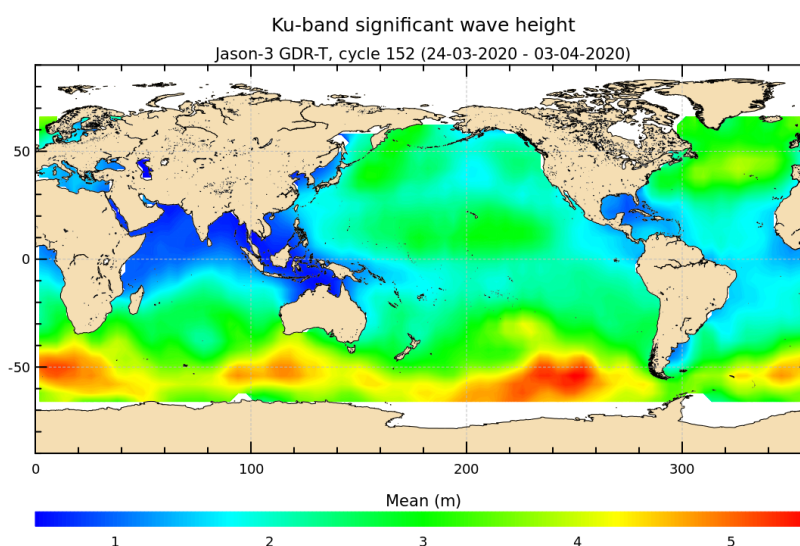 Ku-band significant wave height
Jason-3 GDR-T, cycle 152 (24-03-2020 - 03-04-2020)
50
0
-50
0 100 200 300
Mean (m)
1 2 3 4 5